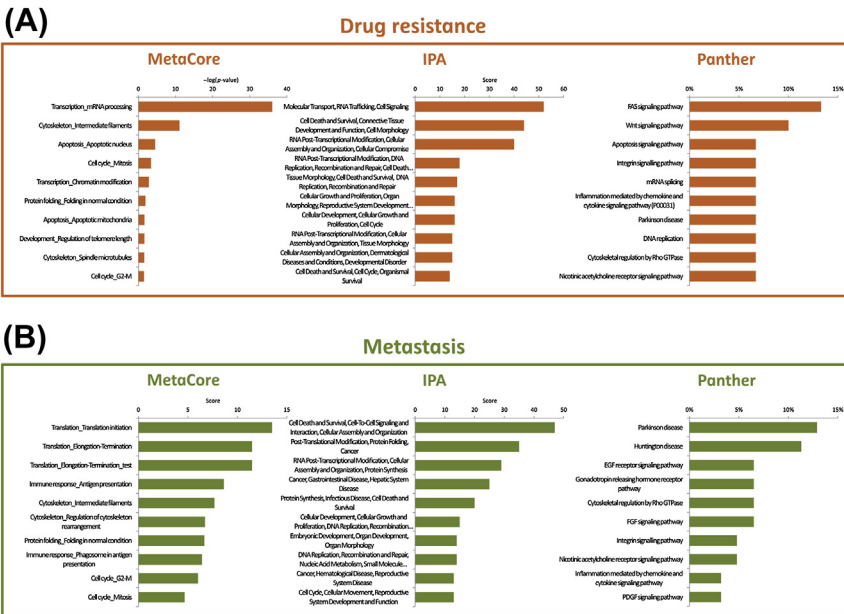 (A)
Drug resistance
MetaCore
−log(p-value)
0 10 20 30 40
Transcription_mRNA processing
Cytoskeleton_Intermediate filaments
Apoptosis_Apoptotic nucleus
Cell cycle_Mitosis
Transcription_Chromatin modification
Protein folding_Folding in normal condition
Apoptosis_Apoptotic mitochondria
Development_Regulation of telomere length
Cytoskeleton_Spindle microtubules
Cell cycle_G2-M
IPA
Score
0 10 20 30 40 50 60
Molecular Transport, RNA Trafficking, Cell Signaling
Cell Death and Survival, Connective Tissue
Development and Function, Cell Morphology
RNA Post-Transcriptional Modification, Cellular
Assembly and Organization, Cellular Compromise
RNA Post-Transcriptional Modification, DNA
Replication, Recombination and Repair, Cell Death...
Tissue Morphology, Cell Death and Survival, DNA
Replication, Recombination and Repair
Cellular Growth and Proliferation, Organ
Morphology, Reproductive System Development...
Cellular Development, Cellular Growth and
Proliferation, Cell Cycle
RNA Post-Transcriptional Modification, Cellular
Assembly and Organization, Tissue Morphology
Cellular Assembly and Organization, Dermatological
Diseases and Conditions, Developmental Disorder
Cell Death and Survival, Cell Cycle, Organismal
Survival
Panther
0% 5% 10% 15%
FAS signaling pathway
Wnt signaling pathway
Apoptosis signaling pathway
Integrin signalling pathway
mRNA splicing
Inflammation mediated by chemokine and
cytokine signaling pathway (P00031)
Parkinson disease
DNA replication
Cytoskeletal regulation by Rho GTPase
Nicotinic acetylcholine receptor signaling pathway
(B)
Metastasis
MetaCore
Score
0 5 10 15
Translation_Translation initiation
Translation_Elongation-Termination
Translation_Elongation-Termination_test
Immune response_Antigen presentation
Cytoskeleton_Intermediate filaments
Cytoskeleton_Regulation of cytoskeleton
rearrangement
Protein folding_Folding in normal condition
Immune response_Phagosome in antigen
presentation
Cell cycle_G2-M
Cell cycle_Mitosis
IPA
Score
0 10 20 30 40 50
Cell Death and Survival, Cell-To-Cell Signaling and
Interaction, Cellular Assembly and Organization
Post-Translational Modification, Protein Folding,
Cancer
RNA Post-Transcriptional Modification, Cellular
Assembly and Organization, Protein Synthesis
Cancer, Gastrointestinal Disease, Hepatic System
Disease
Protein Synthesis, Infectious Disease, Cell Death and
Survival
Cellular Development, Cellular Growth and
Proliferation, DNA Replication, Recombination...
Embryonic Development, Organ Development,
Organ Morphology
DNA Replication, Recombination and Repair,
Nucleic Acid Metabolism, Small Molecule...
Cancer, Hematological Disease, Reproductive
System Disease
Cell Cycle, Cellular Movement, Reproductive
System Development and Function
Panther
0% 5% 10% 15%
Parkinson disease
Huntington disease
EGF receptor signaling pathway
Gonadotropin releasing hormone receptor
pathway
Cytoskeletal regulation by Rho GTPase
FGF signaling pathway
Integrin signalling pathway
Nicotinic acetylcholine receptor signaling pathway
Inflammation mediated by chemokine and
cytokine signaling pathway
PDGF signaling pathway